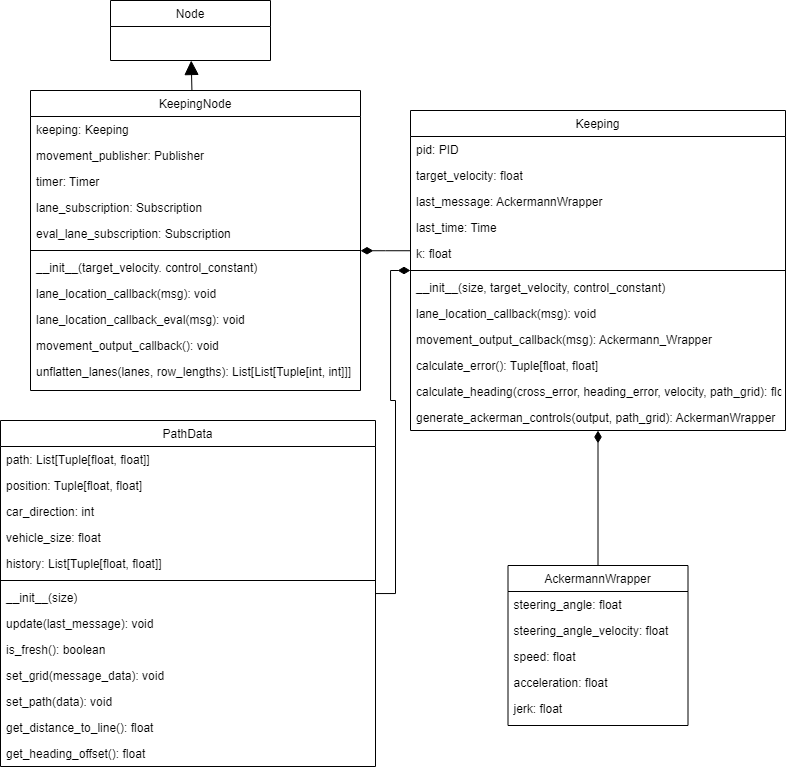 Node
KeepingNode
keeping: Keeping
movement_publisher: Publisher
timer: Timer
lane_subscription: Subscription
eval_lane_subscription: Subscription
__init__(target_velocity. control_constant)
lane_location_callback(msg): void
lane_location_callback_eval(msg): void
movement_output_callback(): void
unflatten_lanes(lanes, row_lengths): List[List[Tuple[int, int]]]
Keeping
pid: PID
target_velocity: float
last_message: AckermannWrapper
last_time: Time
k: float
__init__(size, target_velocity, control_constant)
lane_location_callback(msg): void
movement_output_callback(msg): Ackermann_Wrapper
calculate_error(): Tuple[float, float]
calculate_heading(cross_error, heading_error, velocity, path_grid): flc
generate_ackerman_controls(output, path_grid): AckermanWrapper
PathData
path: List[Tuple[float, float]]
position: Tuple[float, float]
car_direction: int
vehicle_size: float
history: List[Tuple[float, float]]
__init__(size)
update(last_message): void
is_fresh(): boolean
set_grid(message_data): void
set_path(data): void
get_distance_to_line(): float
get_heading_offset(): float
AckermannWrapper
steering_angle: float
steering_angle_velocity: float
speed: float
acceleration: float
jerk: float